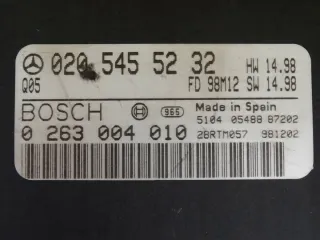 020 545 52 32 HW 14.98
Q05 FD 98M12 SW 14.98
BOSCH 965 Made in Spain
5104 05488 87202
0 263 004 010 2BRTM057 981202